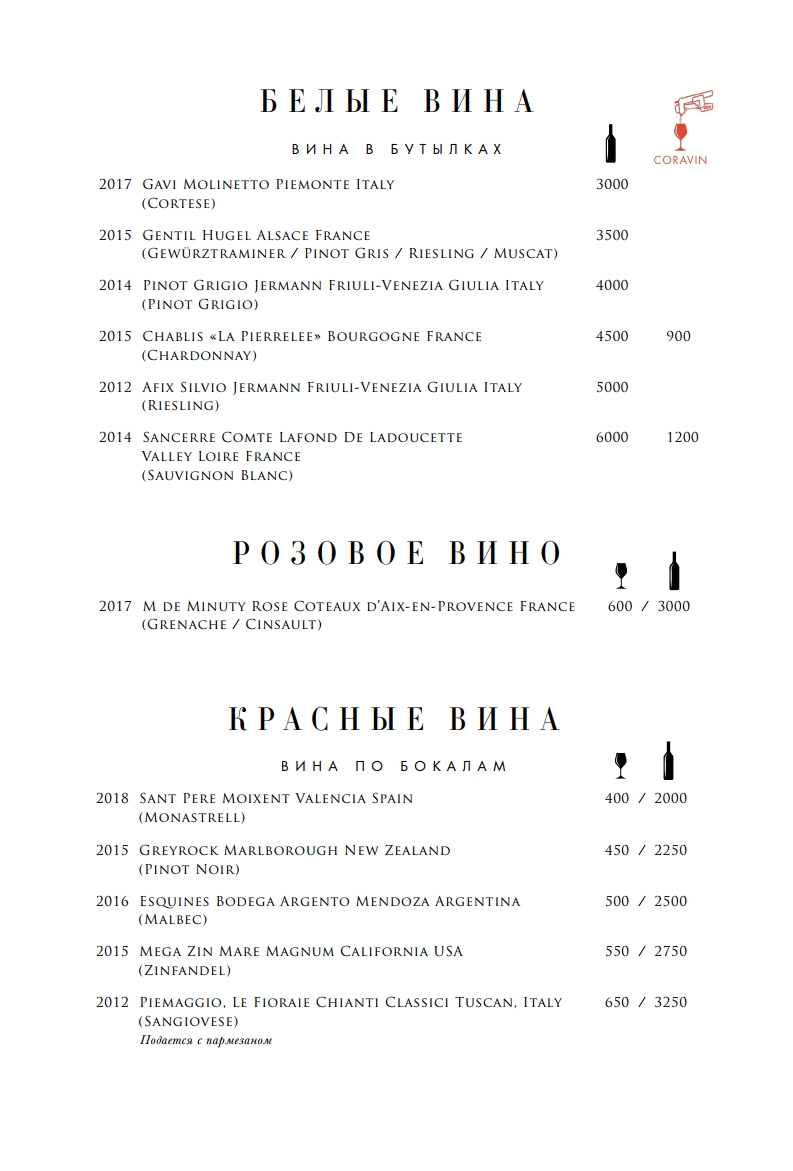 БЕЛЫЕ ВИНА
ВИНА В БУТЫЛКАХ
CORAVIN
2017 Gavi Molinetto Piemonte Italy 3000
(Cortese)
2015 Gentil Hugel Alsace France 3500
(Gewürztraminer / Pinot Gris / Riesling / Muscat)
2014 Pinot Grigio Jermann Friuli-Venezia Giulia Italy 4000
(Pinot Grigio)
2015 Chablis «La Pierrelee» Bourgogne France 4500 900
(Chardonnay)
2012 Afix Silvio Jermann Friuli-Venezia Giulia Italy 5000
(Riesling)
2014 Sancerre Comte Lafond De Ladoucette 6000 1200
Valley Loire France
(Sauvignon Blanc)
РОЗОВОЕ ВИНО
2017 M de Minuty Rose Coteaux d'Aix-en-Provence France 600 / 3000
(Grenache / Cinsault)
КРАСНЫЕ ВИНА
ВИНА ПО БОКАЛАМ
2018 Sant Pere Moixent Valencia Spain 400 / 2000
(Monastrell)
2015 Greyrock Marlborough New Zealand 450 / 2250
(Pinot Noir)
2016 Esquines Bodega Argento Mendoza Argentina 500 / 2500
(Malbec)
2015 Mega Zin Mare Magnum California USA 550 / 2750
(Zinfandel)
2012 Piemaggio, Le Fioraie Chianti Classici Tuscan, Italy 650 / 3250
(Sangiovese)
Подается с пармезаном